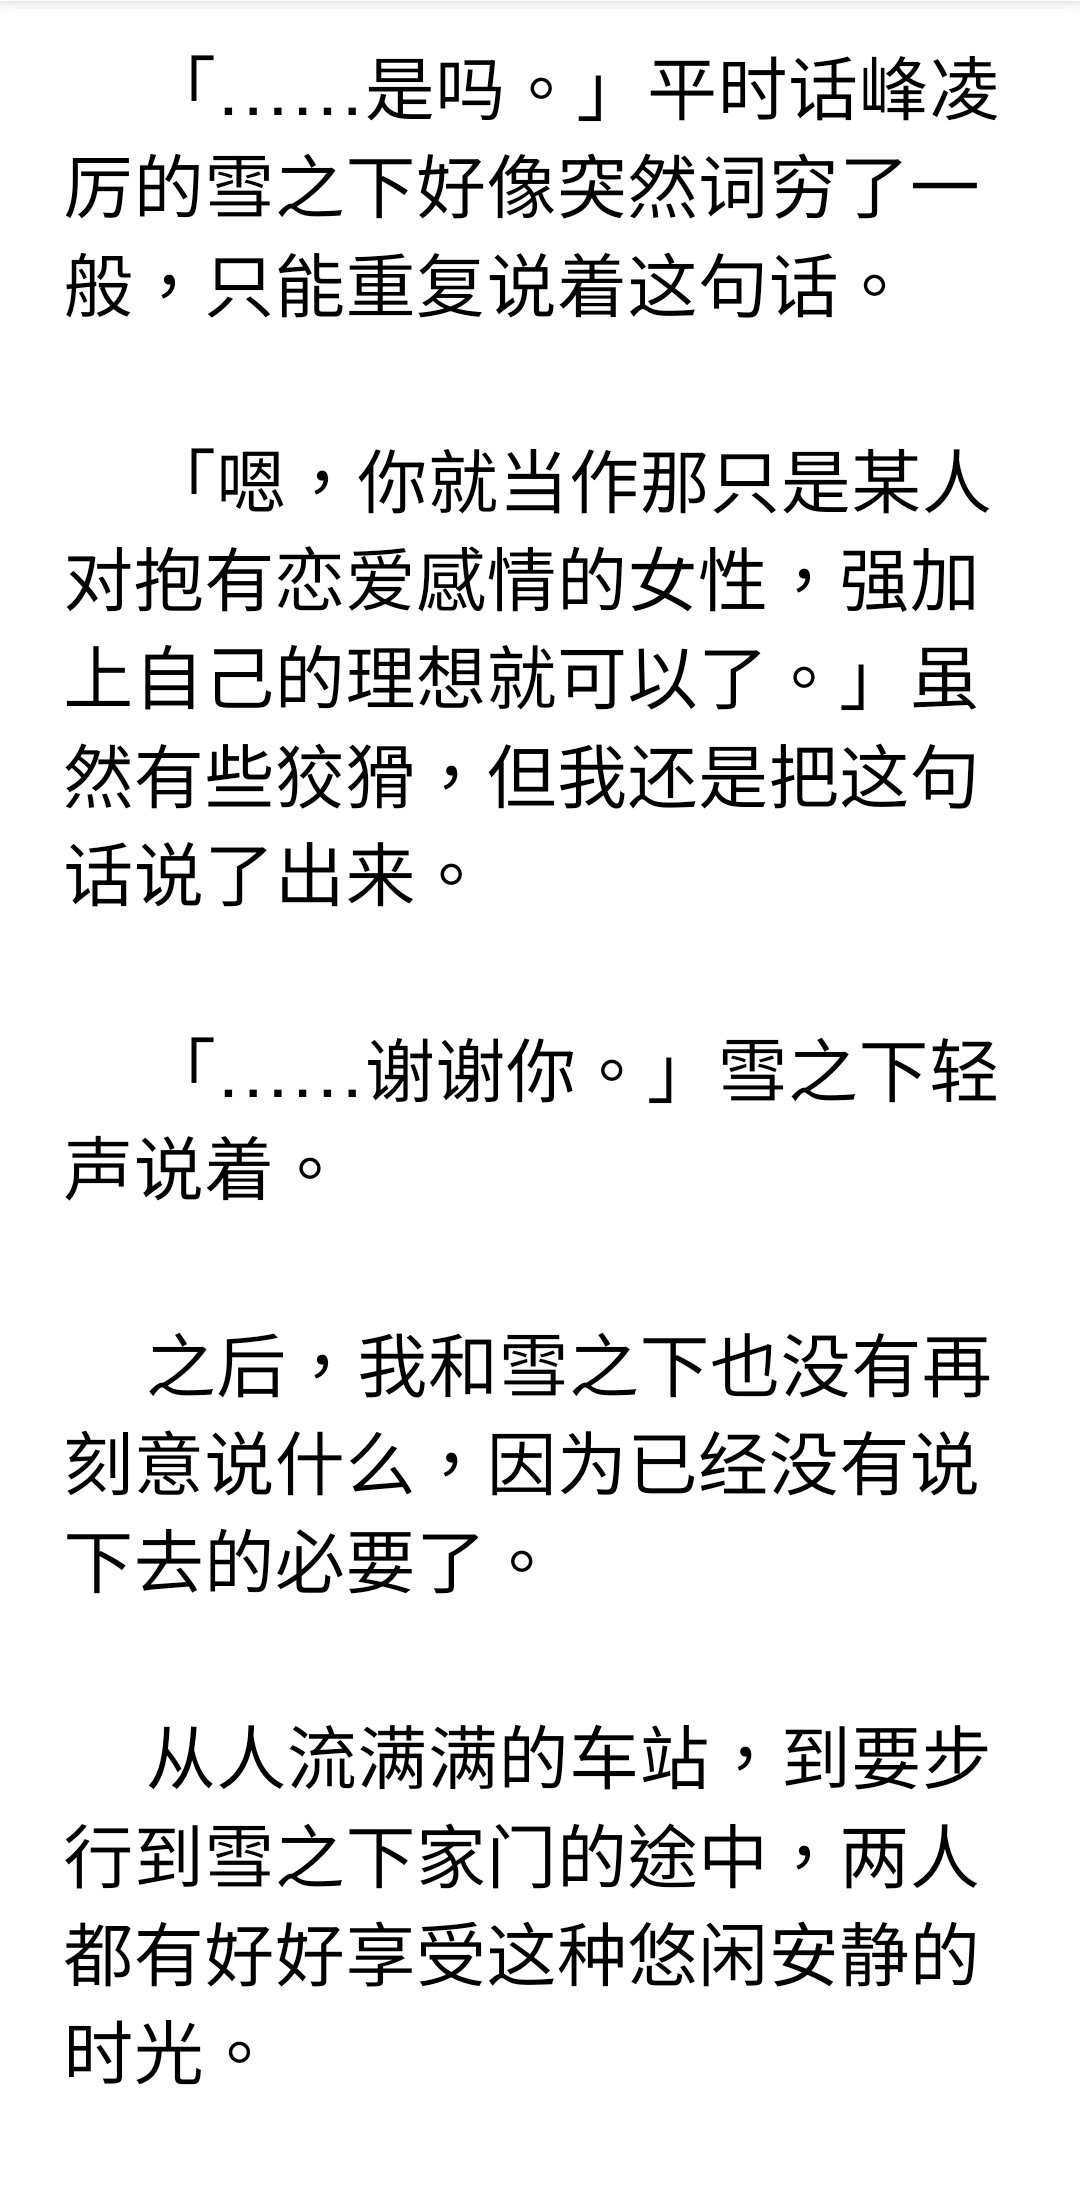 「……是吗。」平时话峰凌
厉的雪之下好像突然词穷了一
般，只能重复说着这句话。
「嗯，你就当作那只是某人
对抱有恋爱感情的女性，强加
上自己的理想就可以了。」虽
然有些狡猾，但我还是把这句
话说了出来。
「……谢谢你。」雪之下轻
声说着。
之后，我和雪之下也没有再
刻意说什么，因为已经没有说
下去的必要了。
从人流满满的车站，到要步
行到雪之下家门的途中，两人
都有好好享受这种悠闲安静的
时光。